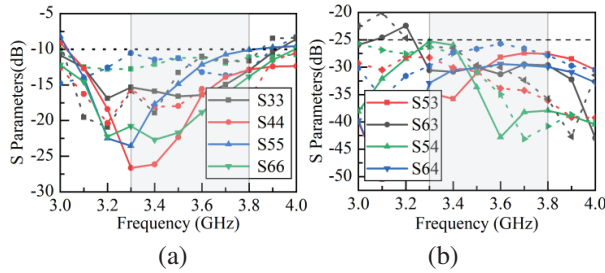 S Parameters(dB)
-5
-10
-15
-20
-25
-30
S33
S44
S55
S66
3.0 3.2 3.4 3.6 3.8 4.0
Frequency (GHz)
(a)
S Parameters(dB)
-20
-25
-30
-35
-40
-45
-50
S53
S63
S54
S64
3.0 3.2 3.4 3.6 3.8 4.0
Frequency (GHz)
(b)